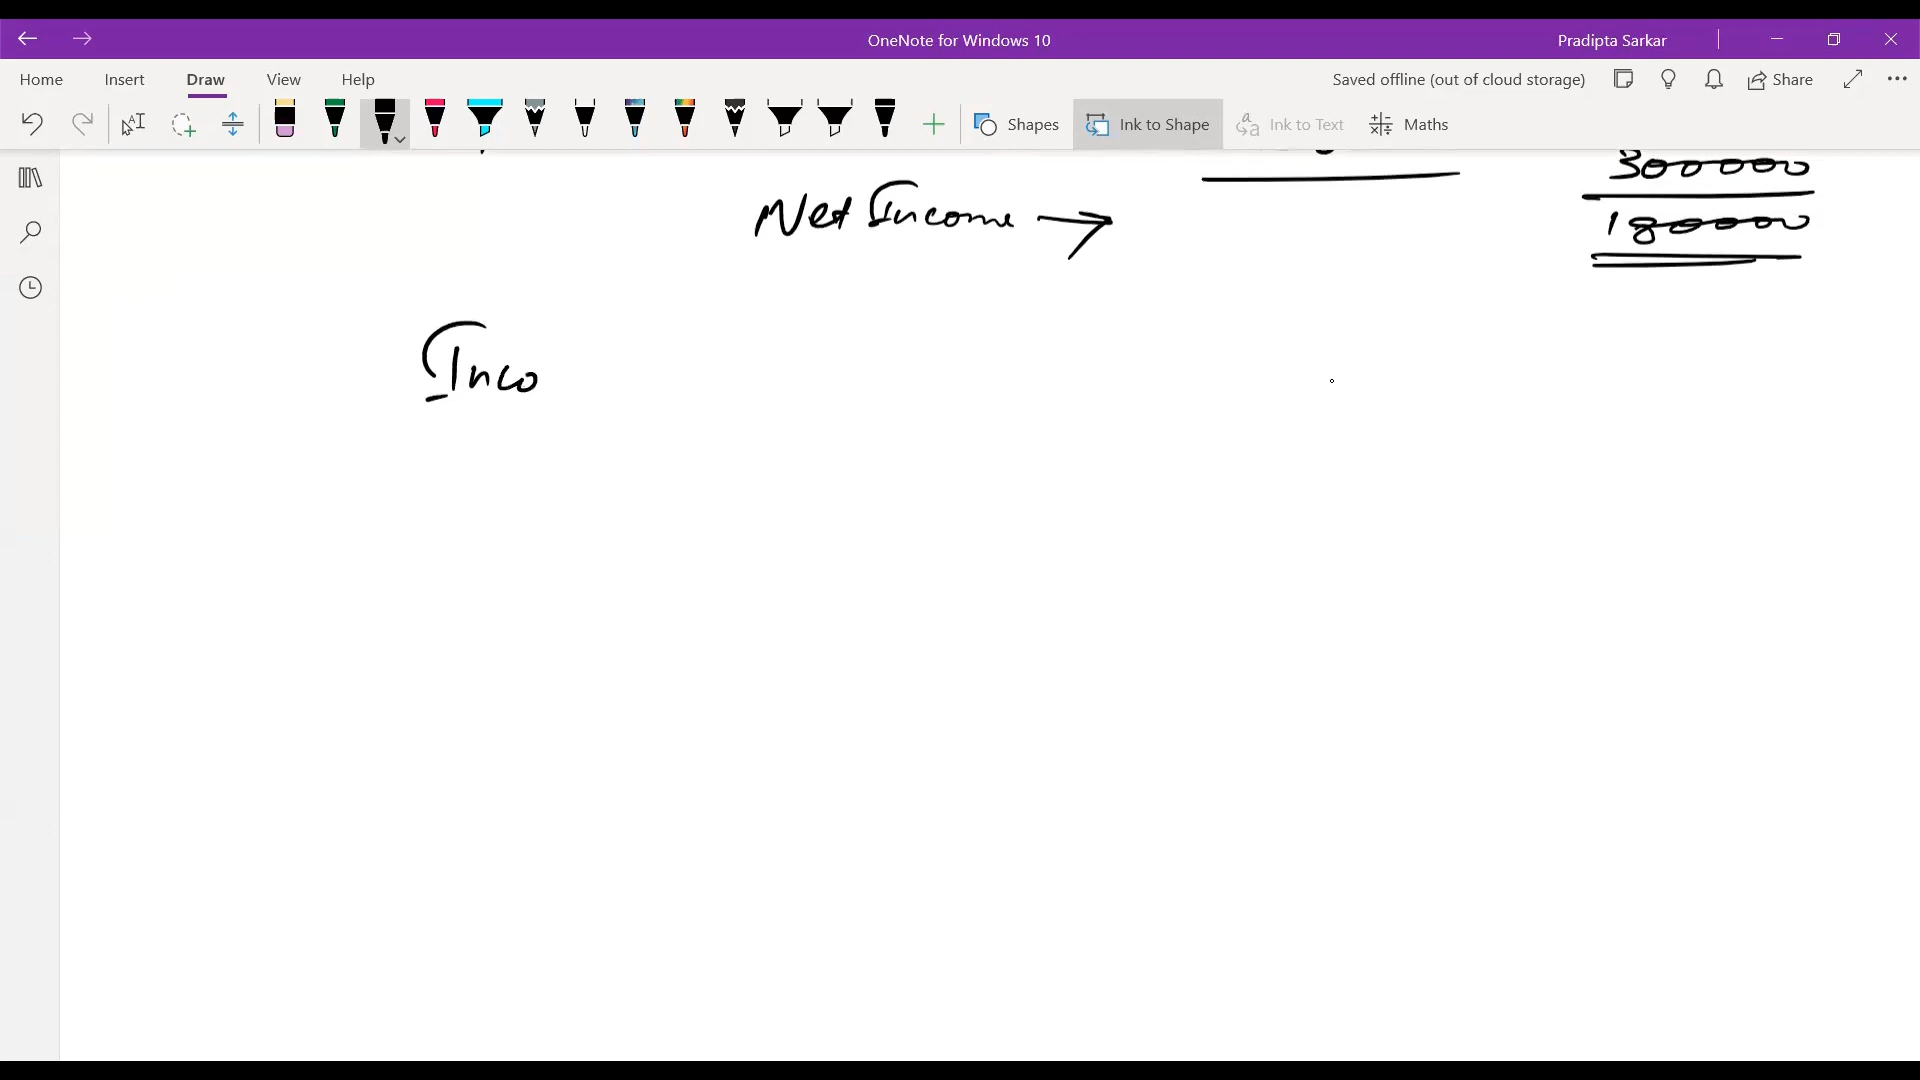 OneNote for Windows 10
Pradipta Sarkar
Home Insert Draw View Help
Saved offline (out of cloud storage)
Share
Shapes
Ink to Shape
Ink to Text
Maths
300000
Net Income →
180000
Inco